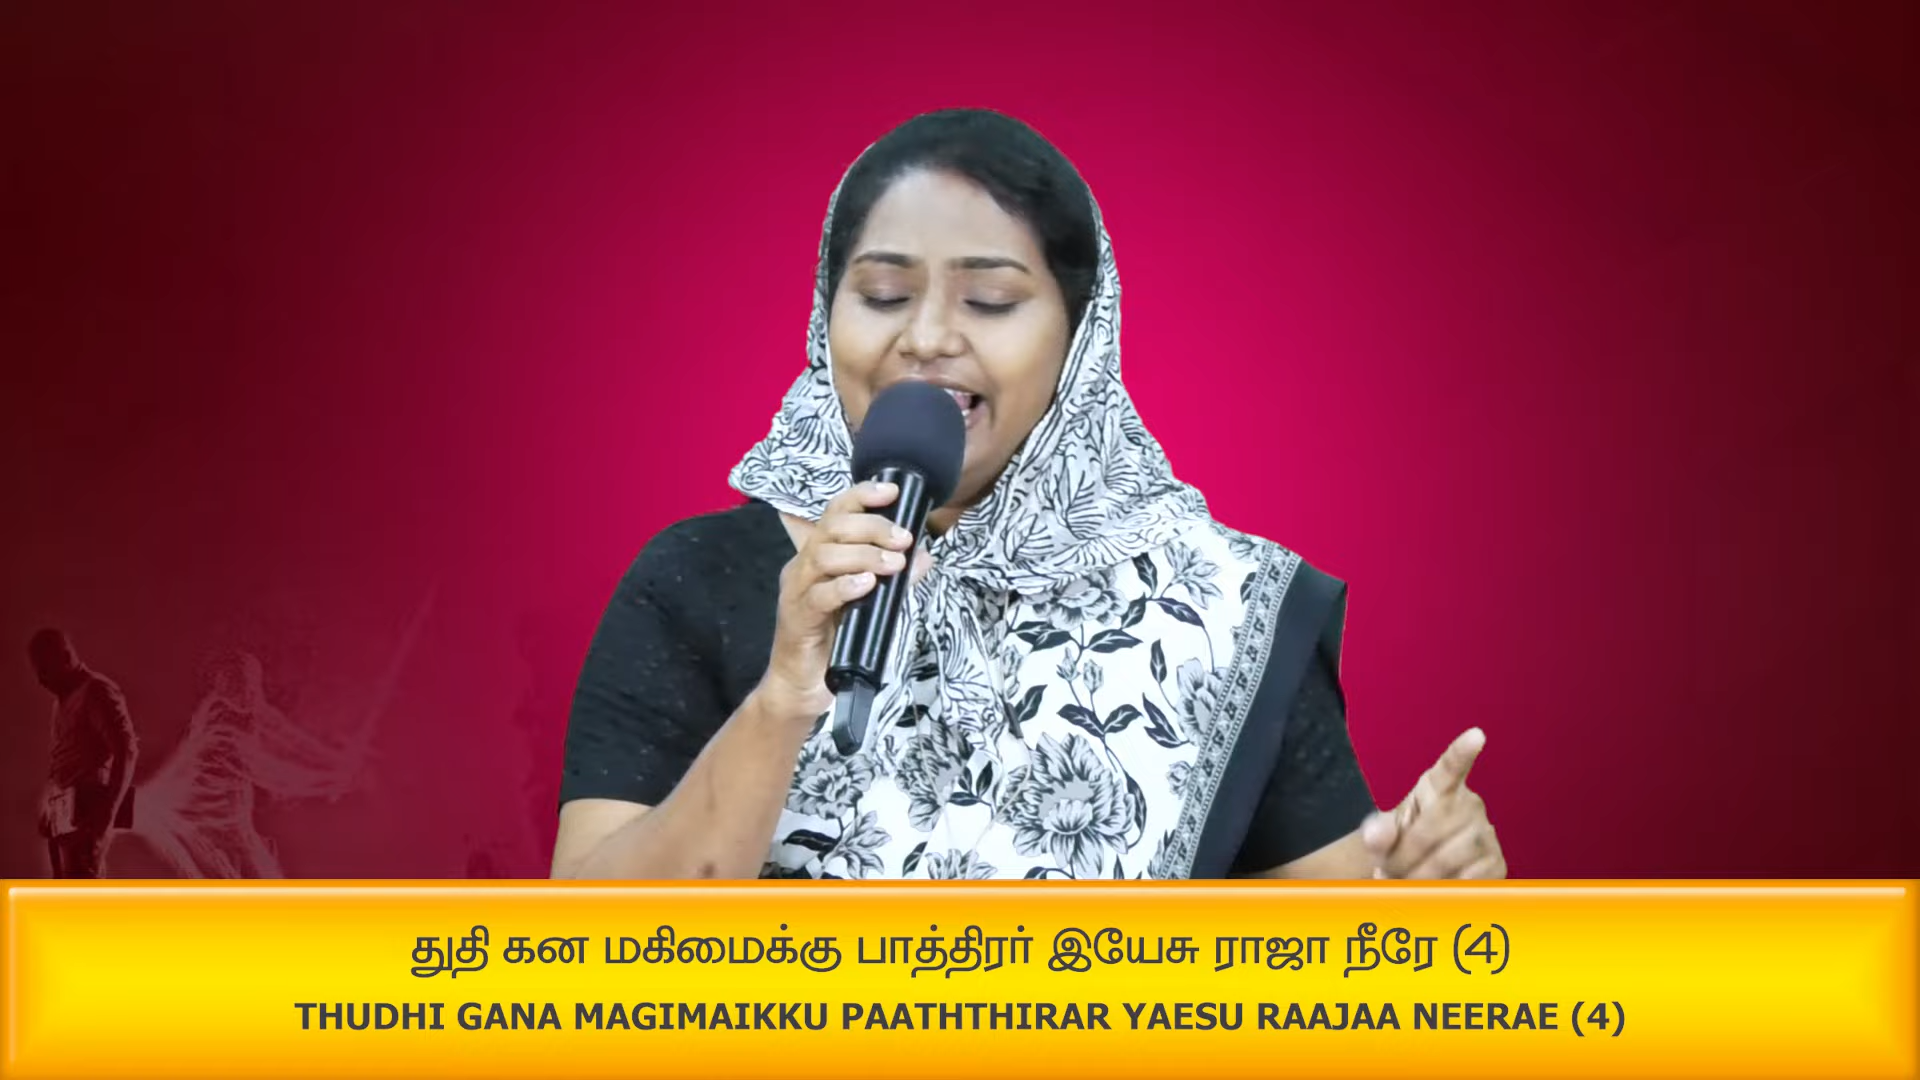 துதி கன மகிமைக்கு பாத்திரர் இயேசு ராஜா நீரே (4)
THUDHI GANA MAGIMAIKKU PAATHTHIRAR YAESU RAAJAA NEERAE (4)